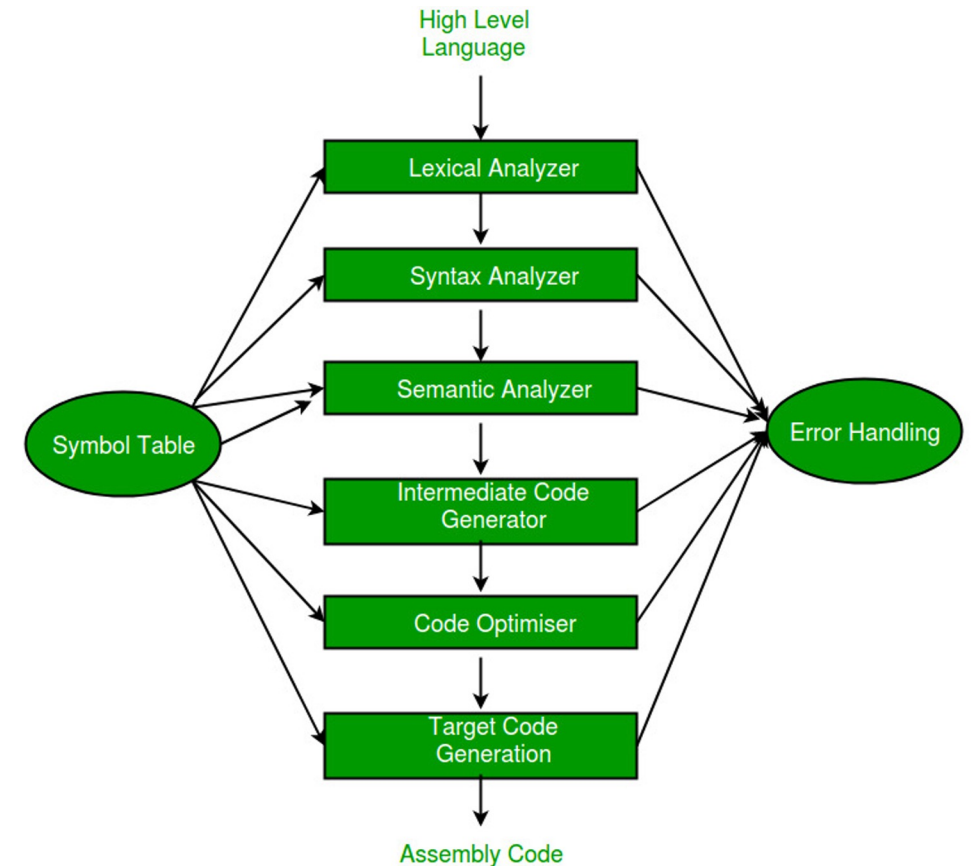 High Level
Language
Lexical Analyzer
Syntax Analyzer
Semantic Analyzer
Symbol Table
Error Handling
Intermediate Code
Generator
Code Optimiser
Target Code
Generation
Assembly Code